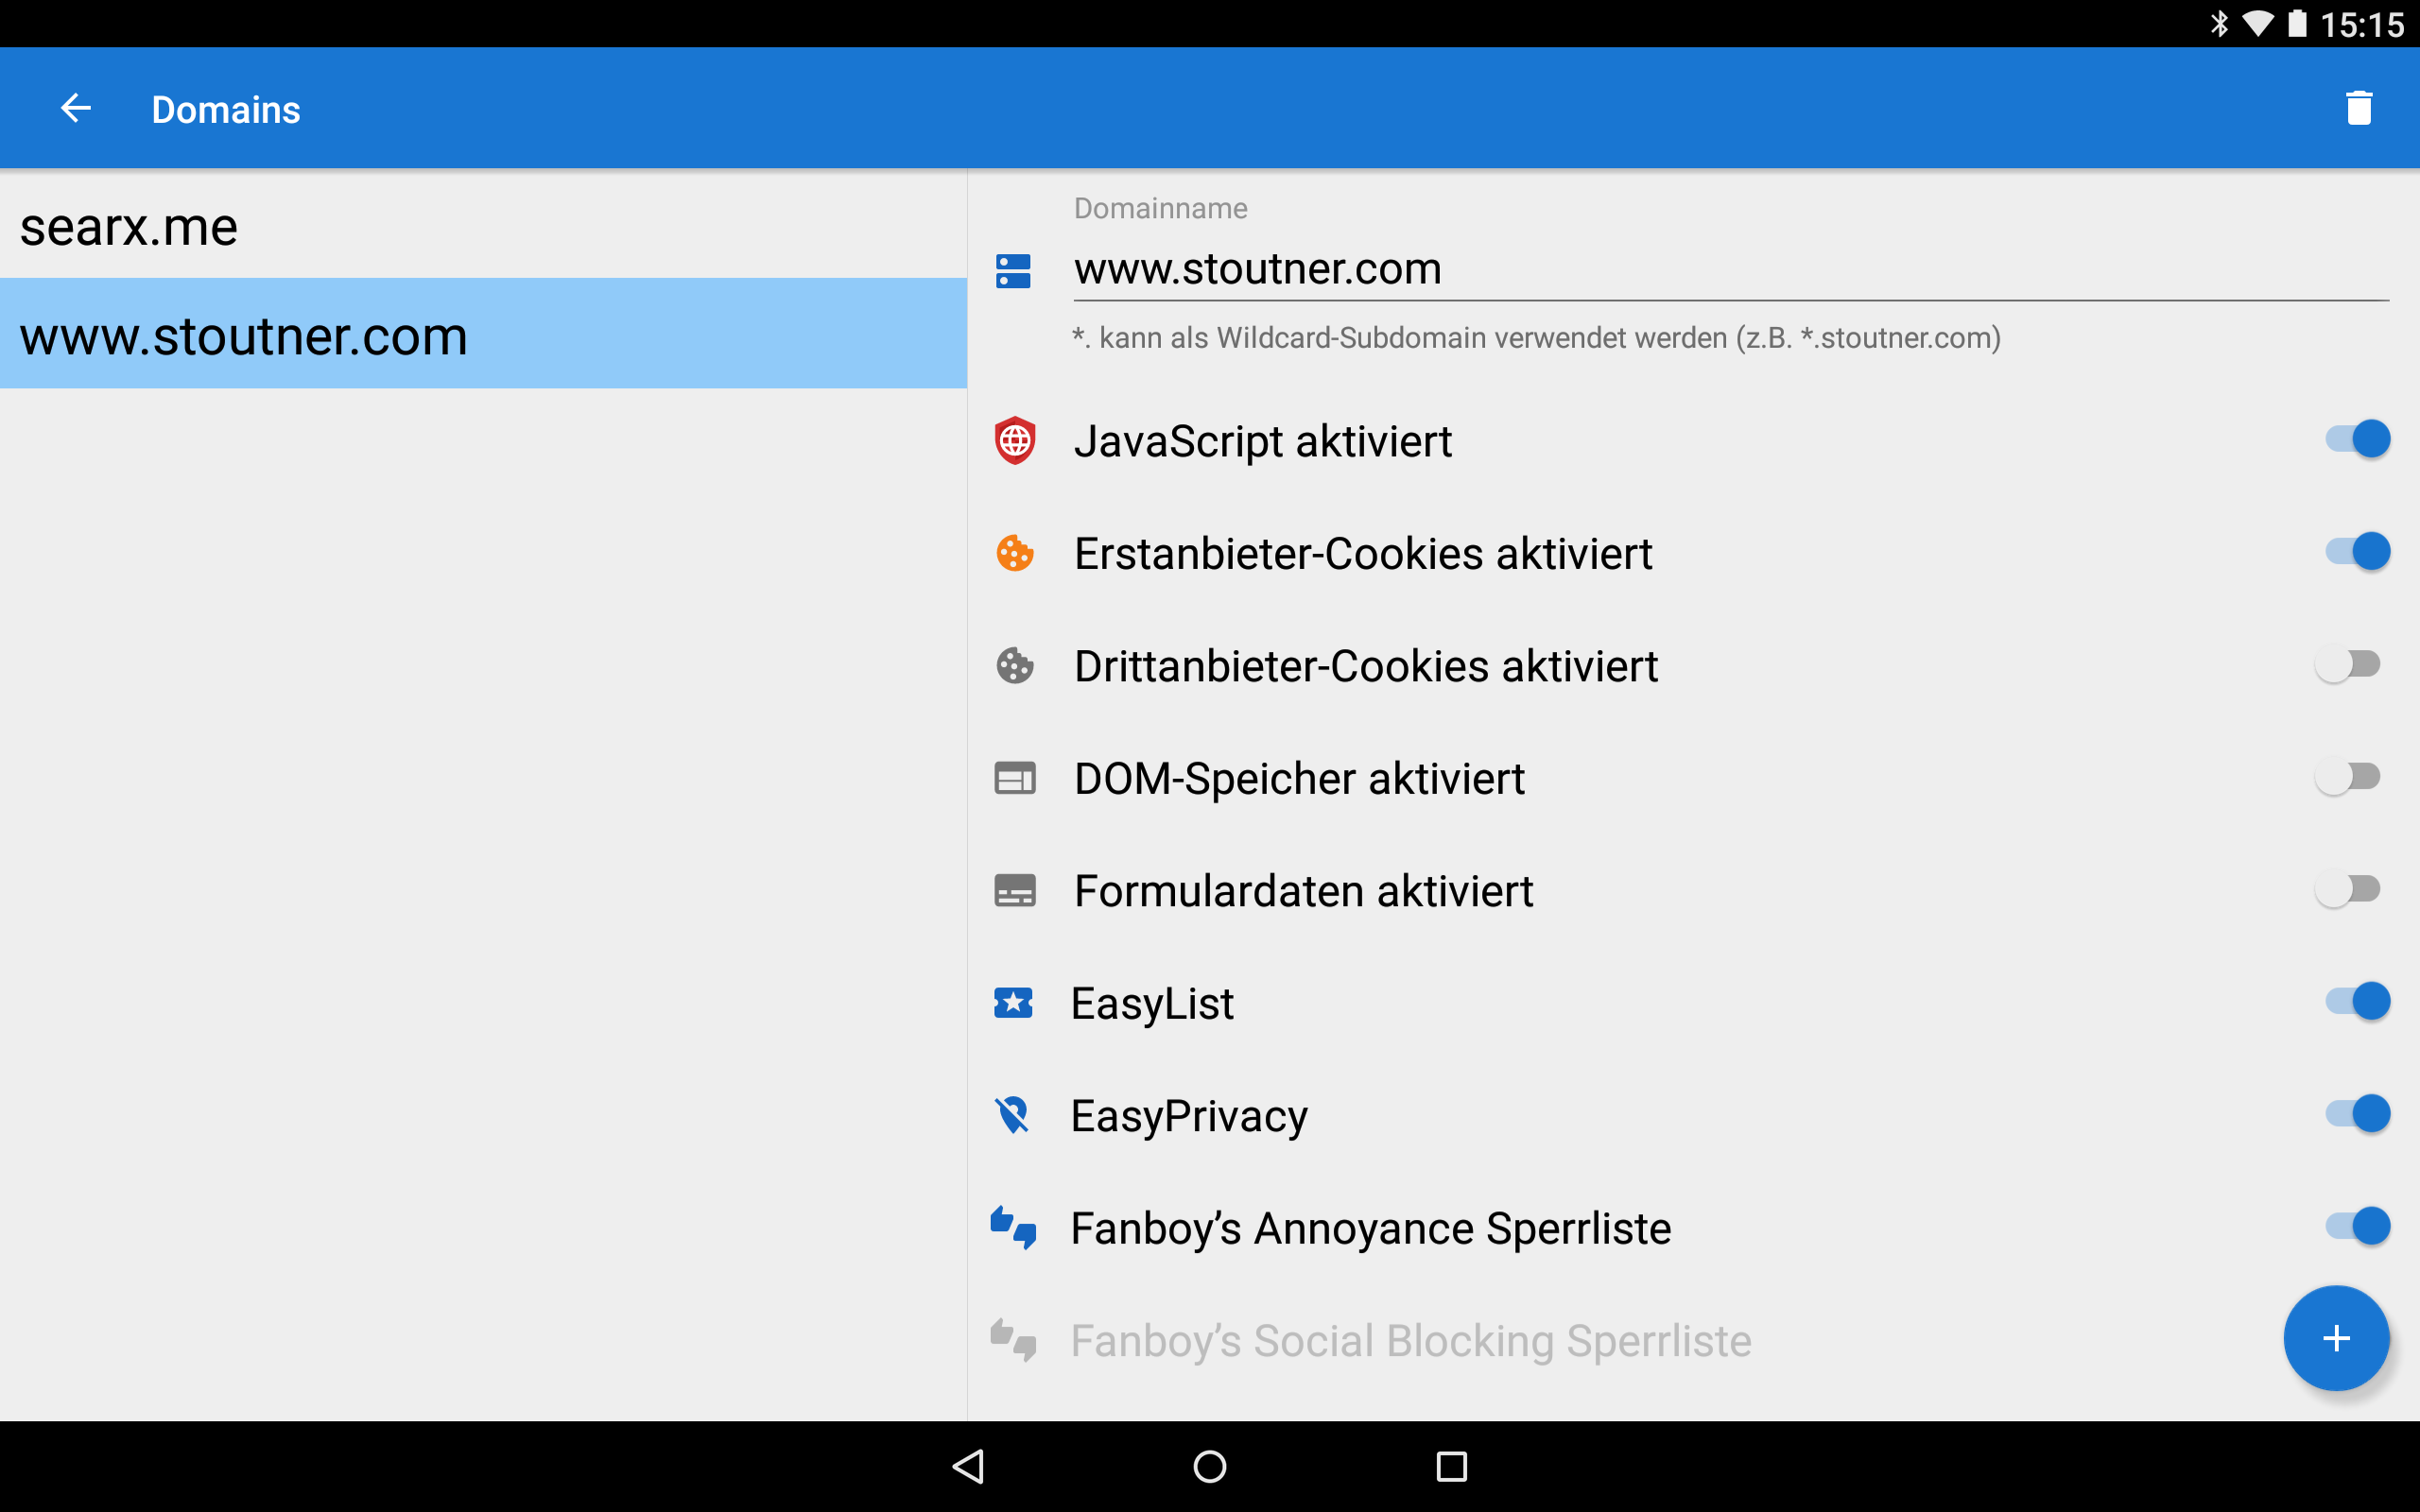 15:15
Domains
searx.me
www.stoutner.com
Domainname
www.stoutner.com
*. kann als Wildcard-Subdomain verwendet werden (z.B. *.stoutner.com)
JavaScript aktiviert
Erstanbieter-Cookies aktiviert
Drittanbieter-Cookies aktiviert
DOM-Speicher aktiviert
Formulardaten aktiviert
EasyList
EasyPrivacy
Fanboy’s Annoyance Sperrliste
Fanboy’s Social Blocking Sperrliste